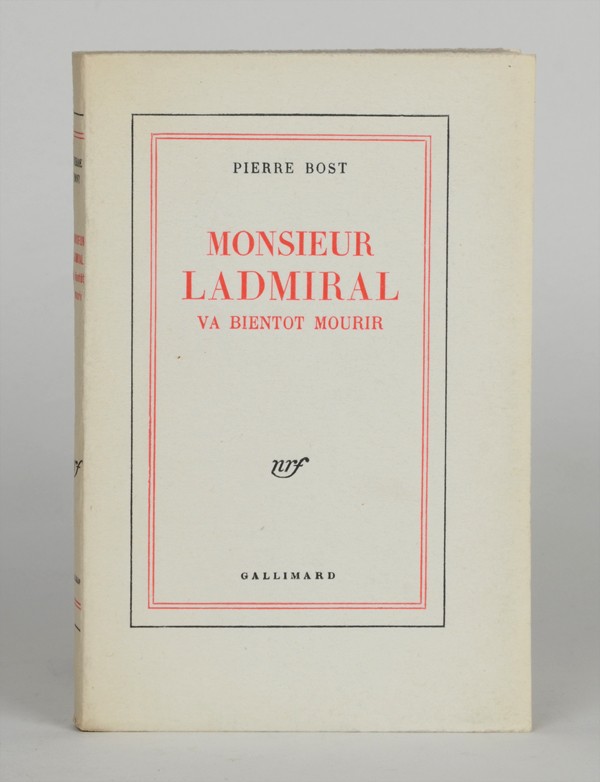 PIERRE BOST
MONSIEUR
LADMIRAL
VA BIENTOT MOURIR
nrf
GALLIMARD